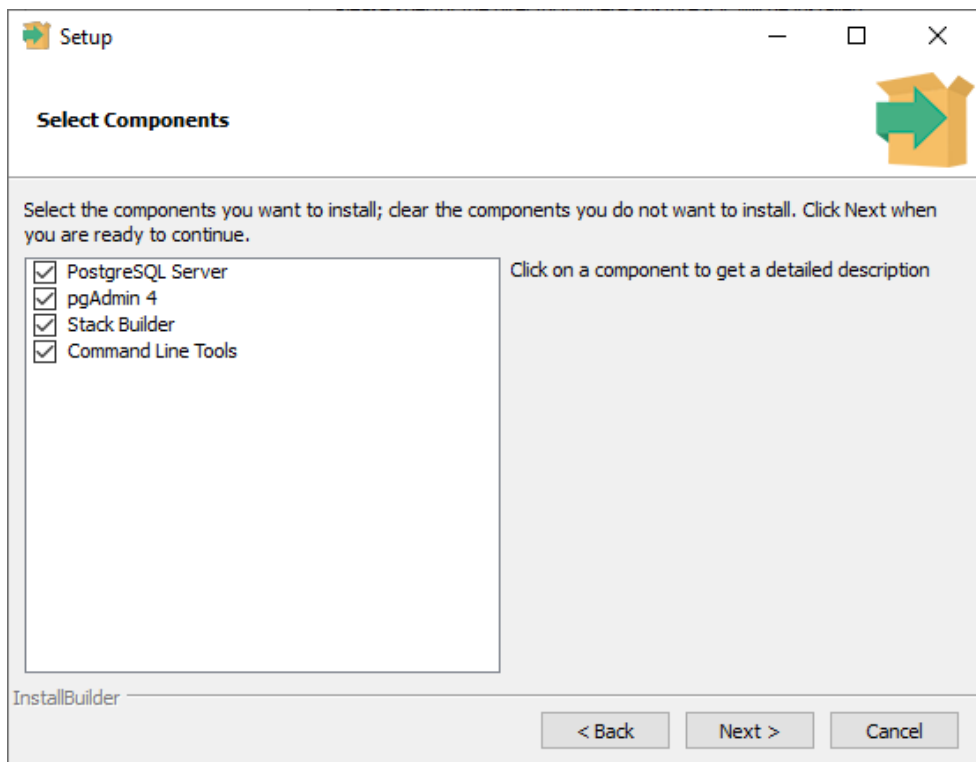 Setup
Select Components
Select the components you want to install; clear the components you do not want to install. Click Next when
you are ready to continue.
PostgreSQL Server
pgAdmin 4
Stack Builder
Command Line Tools
Click on a component to get a detailed description
InstallBuilder
< Back
Next >
Cancel